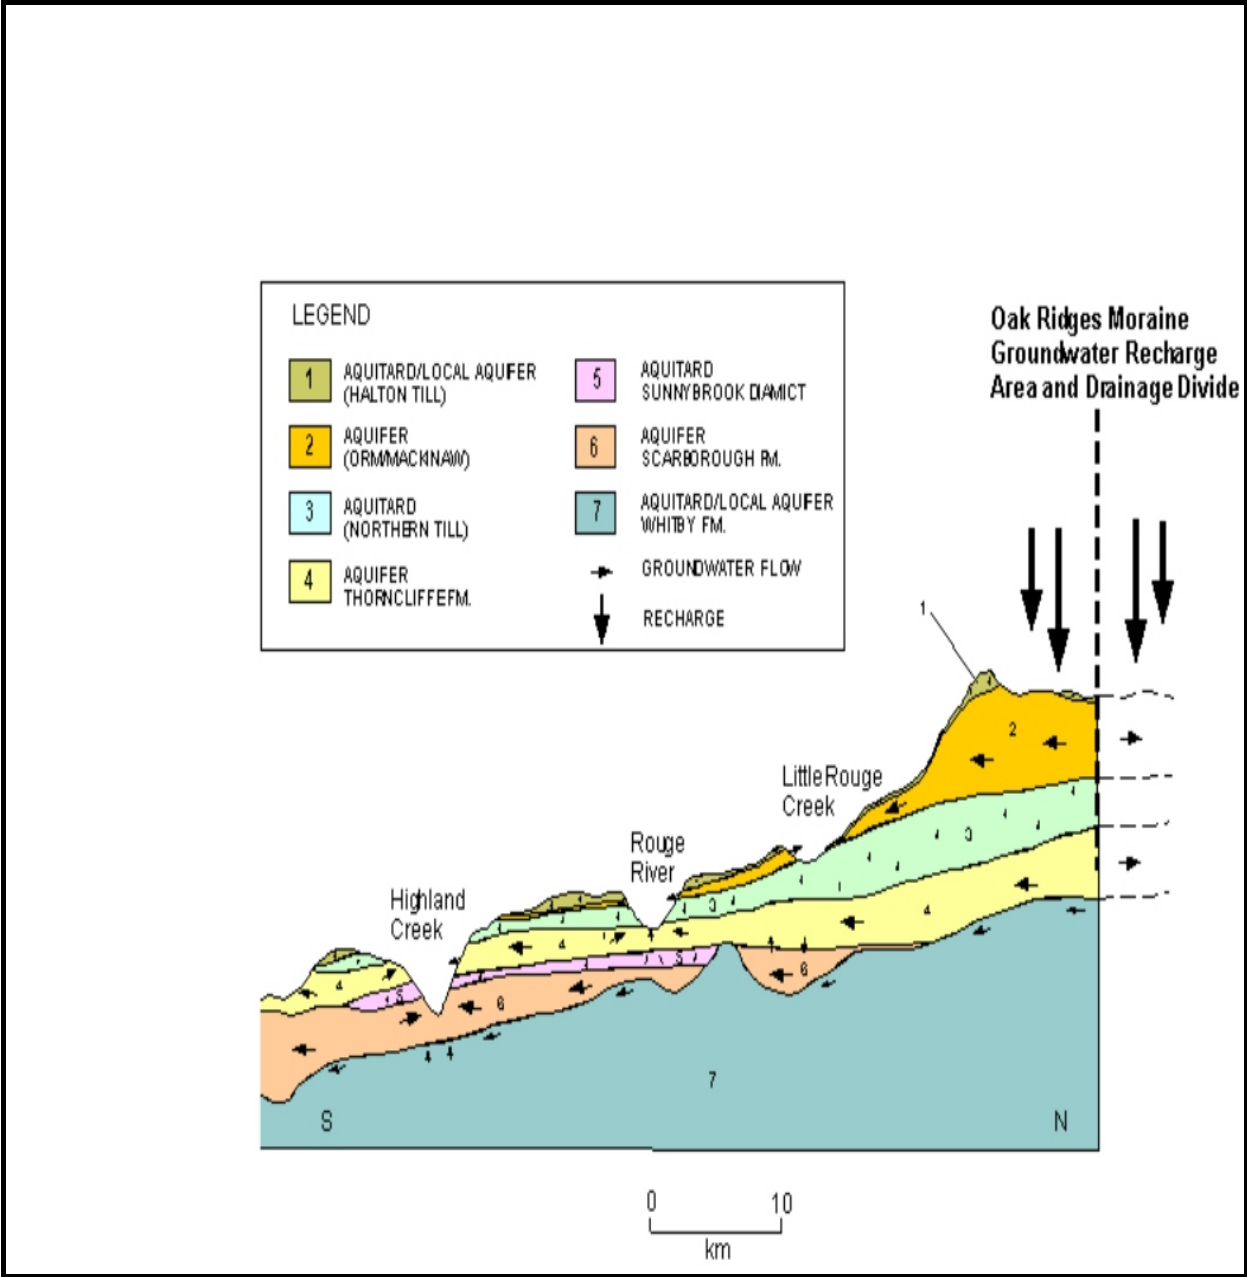 LEGEND
1 AQUITARD/LOCAL AQUIFER
(HALTON TILL)
2 AQUIFER
(ORM/MACKINAW)
3 AQUITARD
(NORTHERN TILL)
4 AQUIFER
THORNCLIFFE FM.
5 AQUITARD
SUNNYBROOK DIAMICT
6 AQUIFER
SCARBOROUGH FM.
7 AQUITARD/LOCAL AQUIFER
WHITBY FM.
GROUNDWATER FLOW
RECHARGE
Oak Ridges Moraine
Groundwater Recharge
Area and Drainage Divide
1
2
Little Rouge
Creek
3
Rouge
River
3
4
Highland
Creek
4
5
4
5
6
6
7
S
N
0 10
km